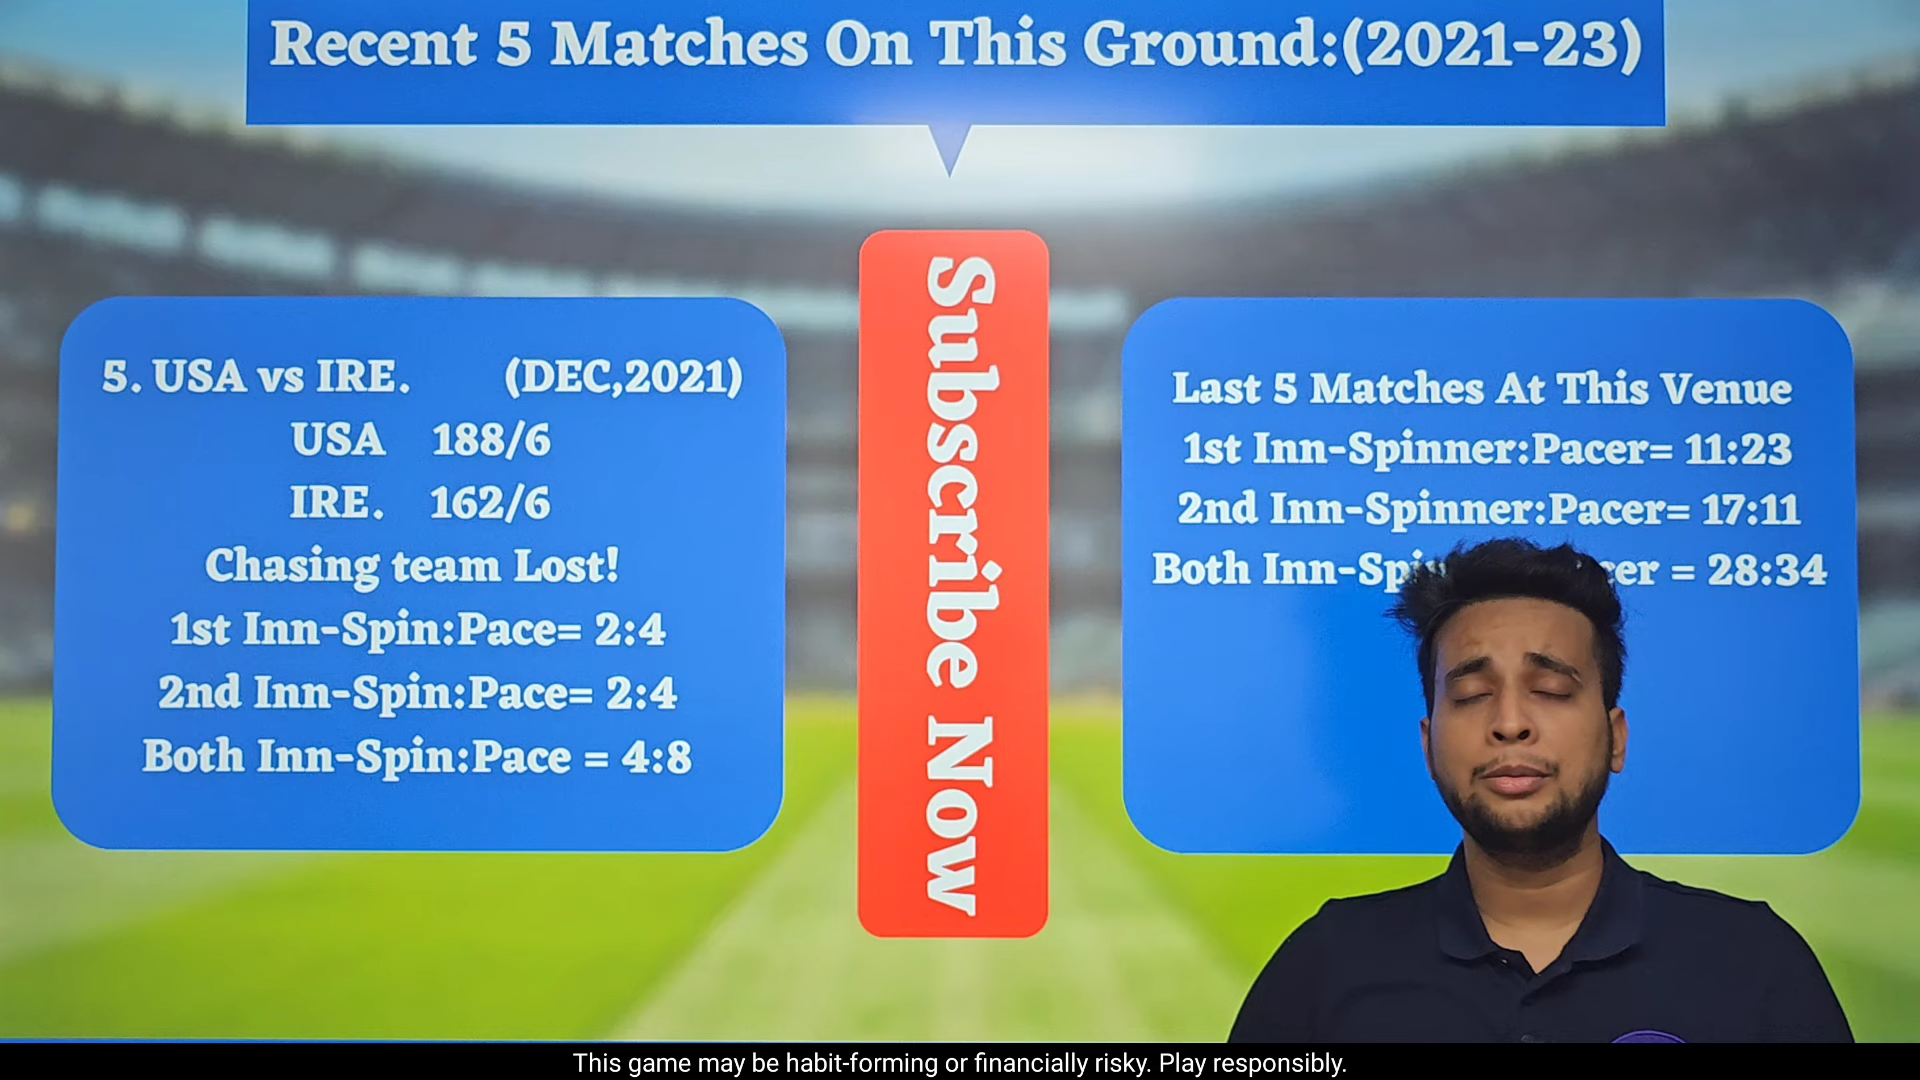 Recent 5 Matches On This Ground:(2021-23)
5. USA vs IRE. (DEC,2021)
USA 188/6
IRE. 162/6
Chasing team Lost!
1st Inn-Spin:Pace= 2:4
2nd Inn-Spin:Pace= 2:4
Both Inn-Spin:Pace = 4:8
Subscribe Now
Last 5 Matches At This Venue
1st Inn-Spinner:Pacer= 11:23
2nd Inn-Spinner:Pacer= 17:11
Both Inn-Sp cer = 28:34
This game may be habit-forming or financially risky. Play responsibly.